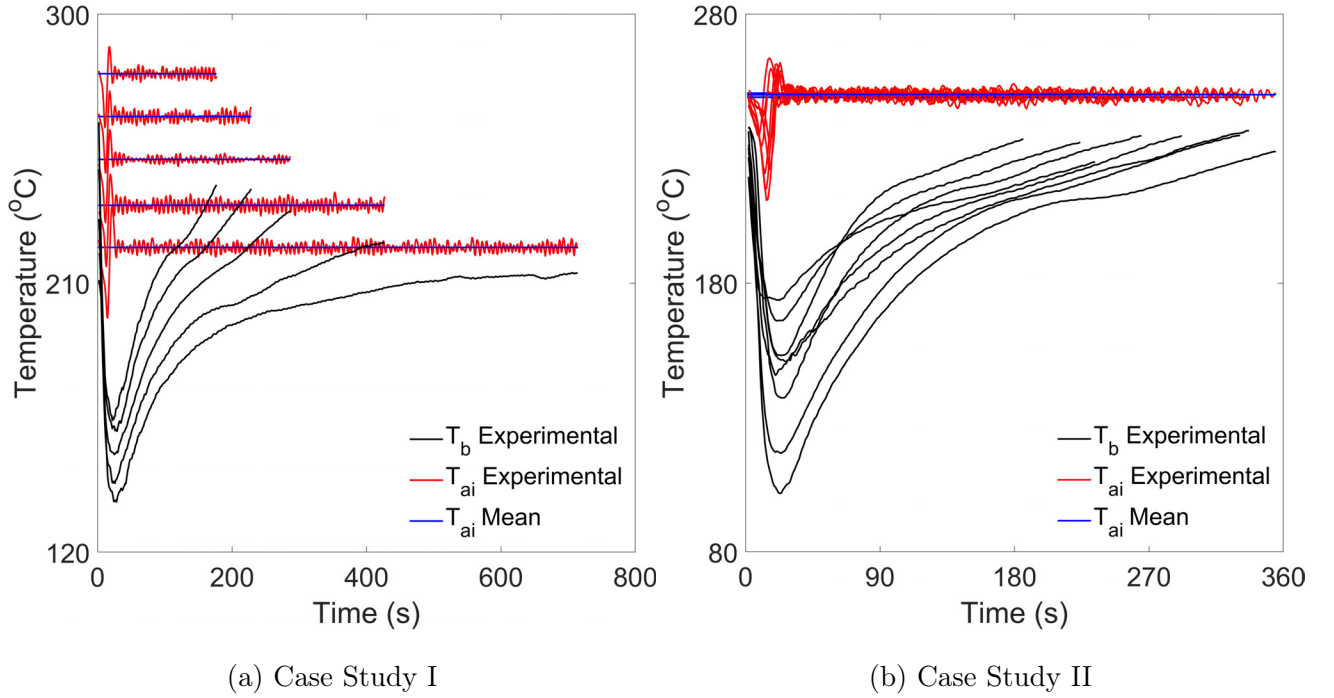 300
210
120
0
200
400
600
800
Temperature (°C)
Time (s)
T_b Experimental
T_ai Experimental
T_ai Mean
(a) Case Study I
280
180
80
0
90
180
270
360
Temperature (°C)
Time (s)
T_b Experimental
T_ai Experimental
T_ai Mean
(b) Case Study II